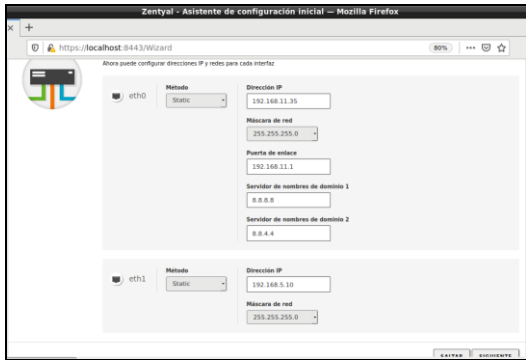 Zentyal - Asistente de configuración inicial — Mozilla Firefox
× +
https://localhost:8443/Wizard 80%
Ahora puede configurar direcciones IP y redes para cada interfaz
eth0
Método
Static
Dirección IP
192.168.11.35
Máscara de red
255.255.255.0
Puerta de enlace
192.168.11.1
Servidor de nombres de dominio 1
8.8.8.8
Servidor de nombres de dominio 2
8.8.4.4
eth1
Método
Static
Dirección IP
192.168.5.10
Máscara de red
255.255.255.0
SALTAR SIGUIENTE